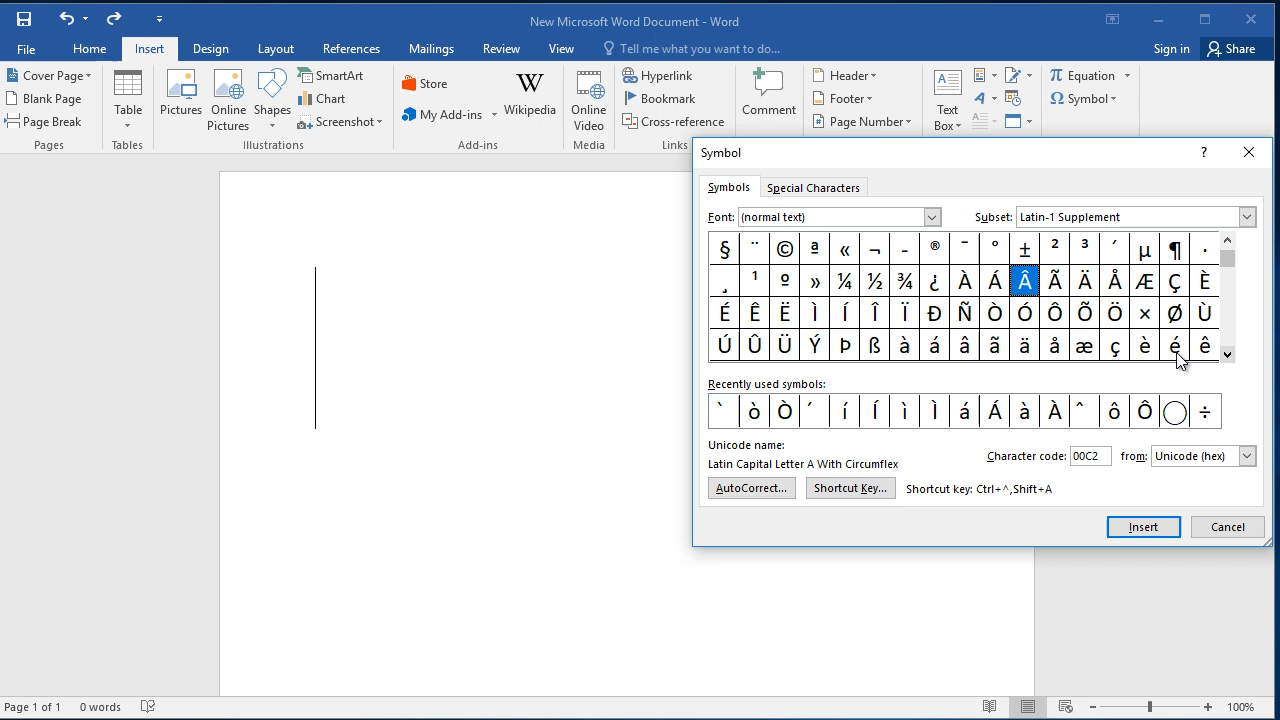 New Microsoft Word Document - Word
File Home Insert Design Layout References Mailings Review View Tell me what you want to do... Sign in Share
Cover Page
Blank Page
Page Break
Pages
Table
Tables
Pictures
Online Pictures
Shapes
SmartArt
Chart
Screenshot
Illustrations
Store
My Add-ins
W
Wikipedia
Add-ins
Online Video
Media
Hyperlink
Bookmark
Cross-reference
Links
Comment
Header
Footer
Page Number
Text Box
π Equation
Ω Symbol
Symbol ?
Symbols Special Characters
Font: (normal text) Subset: Latin-1 Supplement
§ ¨ © ª « ¬ - ® ¯ ° ± ² ³ ´ µ ¶ ·
¸ ¹ º » ¼ ½ ¾ ¿ À Á Â Ã Ä Å Æ Ç È
É Ê Ë Ì Í Î Ï Ð Ñ Ò Ó Ô Õ Ö × Ø Ù
Ú Û Ü Ý Þ ß à á â ã ä å æ ç è é ê
Recently used symbols:
` ò Ò ´ í Í ì Ì á Á à À ˆ ô Ô ◯ ÷
Unicode name:
Latin Capital Letter A With Circumflex
Character code: 00C2 from: Unicode (hex)
AutoCorrect... Shortcut Key... Shortcut key: Ctrl+^,Shift+A
Insert Cancel
Page 1 of 1 0 words 100%